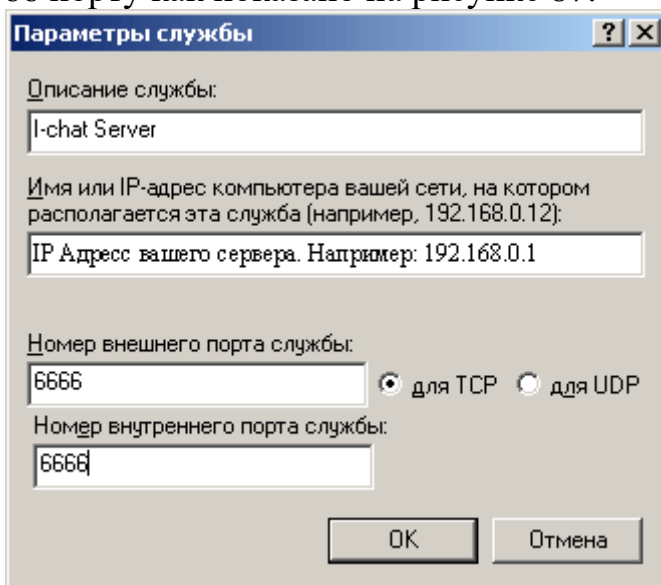 Параметры службы
Описание службы:
I-chat Server
Имя или IP-адрес компьютера вашей сети, на котором
располагается эта служба (например, 192.168.0.12):
IP Адресс вашего сервера. Например: 192.168.0.1
Номер внешнего порта службы:
6666
для TCP
для UDP
Номер внутреннего порта службы:
6666
OK
Отмена